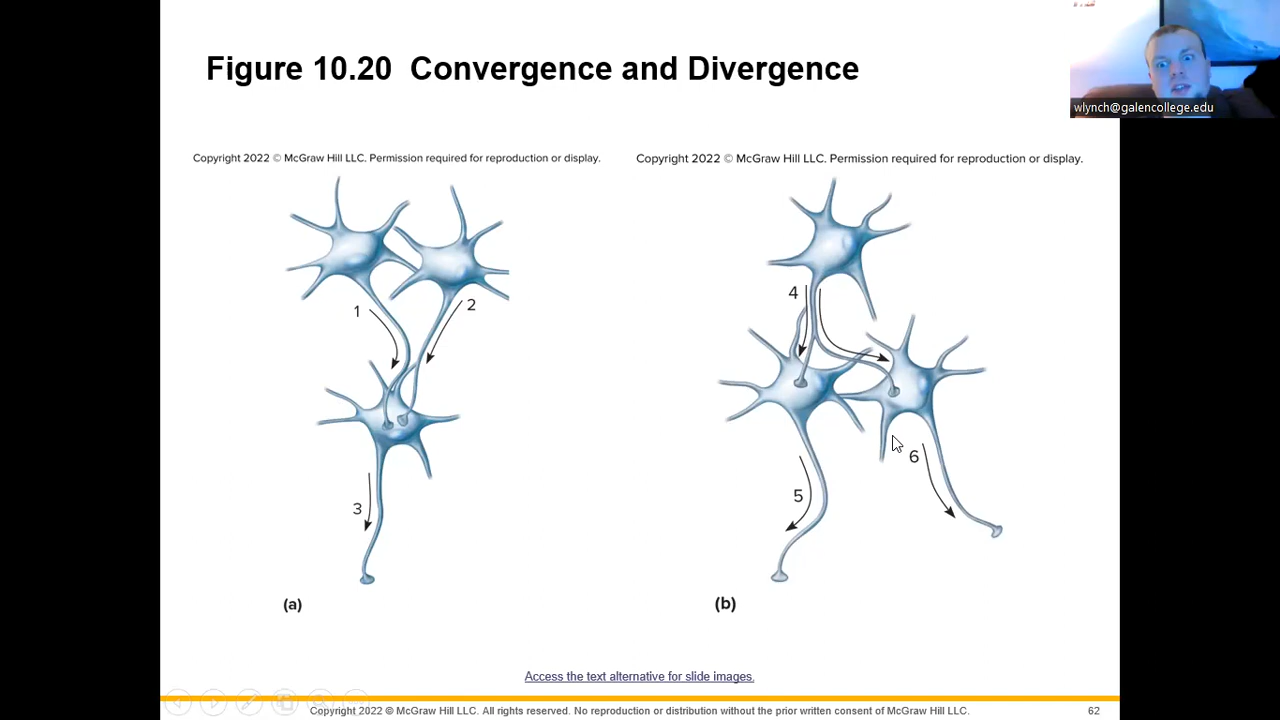 Figure 10.20 Convergence and Divergence
wlynch@galencollege.edu
Copyright 2022 © McGraw Hill LLC. Permission required for reproduction or display.
Copyright 2022 © McGraw Hill LLC. Permission required for reproduction or display.
1
2
3
(a)
4
5
6
(b)
Access the text alternative for slide images.
Copyright 2022 © McGraw Hill LLC. All rights reserved. No reproduction or distribution without the prior written consent of McGraw Hill LLC.
62